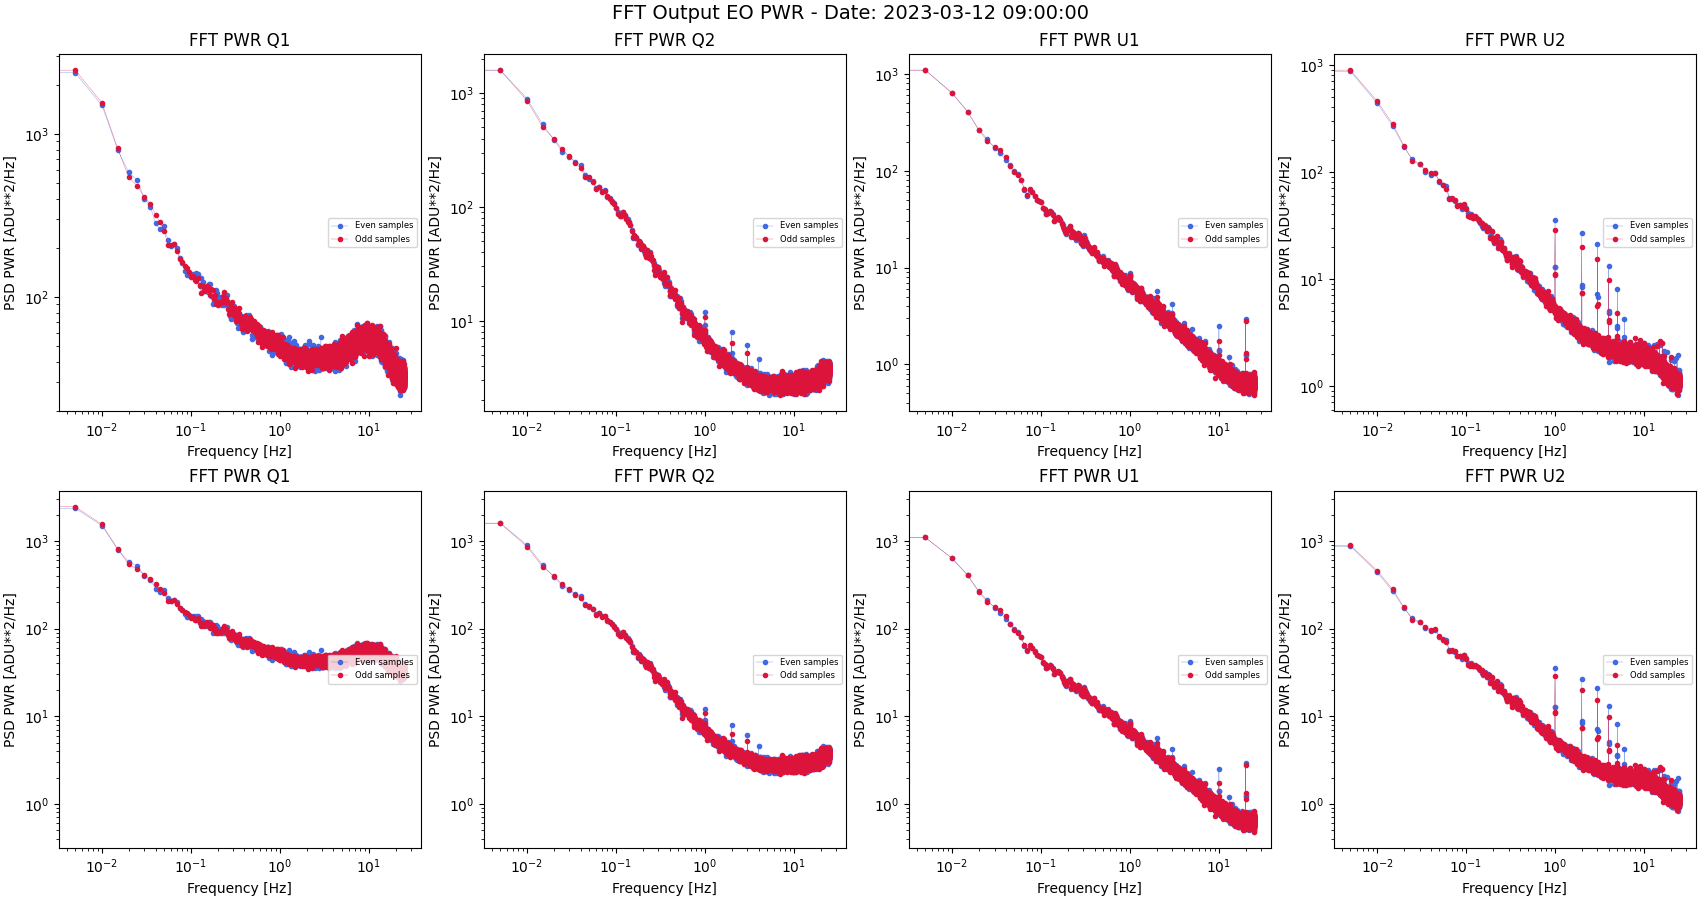 FFT Output EO PWR - Date: 2023-03-12 09:00:00
FFT PWR Q1
PSD PWR [ADU**2/Hz]
10^3
10^2
Even samples
Odd samples
10^-2 10^-1 10^0 10^1
Frequency [Hz]
FFT PWR Q2
PSD PWR [ADU**2/Hz]
10^3
10^2
10^1
Even samples
Odd samples
10^-2 10^-1 10^0 10^1
Frequency [Hz]
FFT PWR U1
PSD PWR [ADU**2/Hz]
10^3
10^2
10^1
10^0
Even samples
Odd samples
10^-2 10^-1 10^0 10^1
Frequency [Hz]
FFT PWR U2
PSD PWR [ADU**2/Hz]
10^3
10^2
10^1
10^0
Even samples
Odd samples
10^-2 10^-1 10^0 10^1
Frequency [Hz]
FFT PWR Q1
PSD PWR [ADU**2/Hz]
10^3
10^2
10^1
10^0
Even samples
Odd samples
10^-2 10^-1 10^0 10^1
Frequency [Hz]
FFT PWR Q2
PSD PWR [ADU**2/Hz]
10^3
10^2
10^1
10^0
Even samples
Odd samples
10^-2 10^-1 10^0 10^1
Frequency [Hz]
FFT PWR U1
PSD PWR [ADU**2/Hz]
10^3
10^2
10^1
10^0
Even samples
Odd samples
10^-2 10^-1 10^0 10^1
Frequency [Hz]
FFT PWR U2
PSD PWR [ADU**2/Hz]
10^3
10^2
10^1
10^0
Even samples
Odd samples
10^-2 10^-1 10^0 10^1
Frequency [Hz]